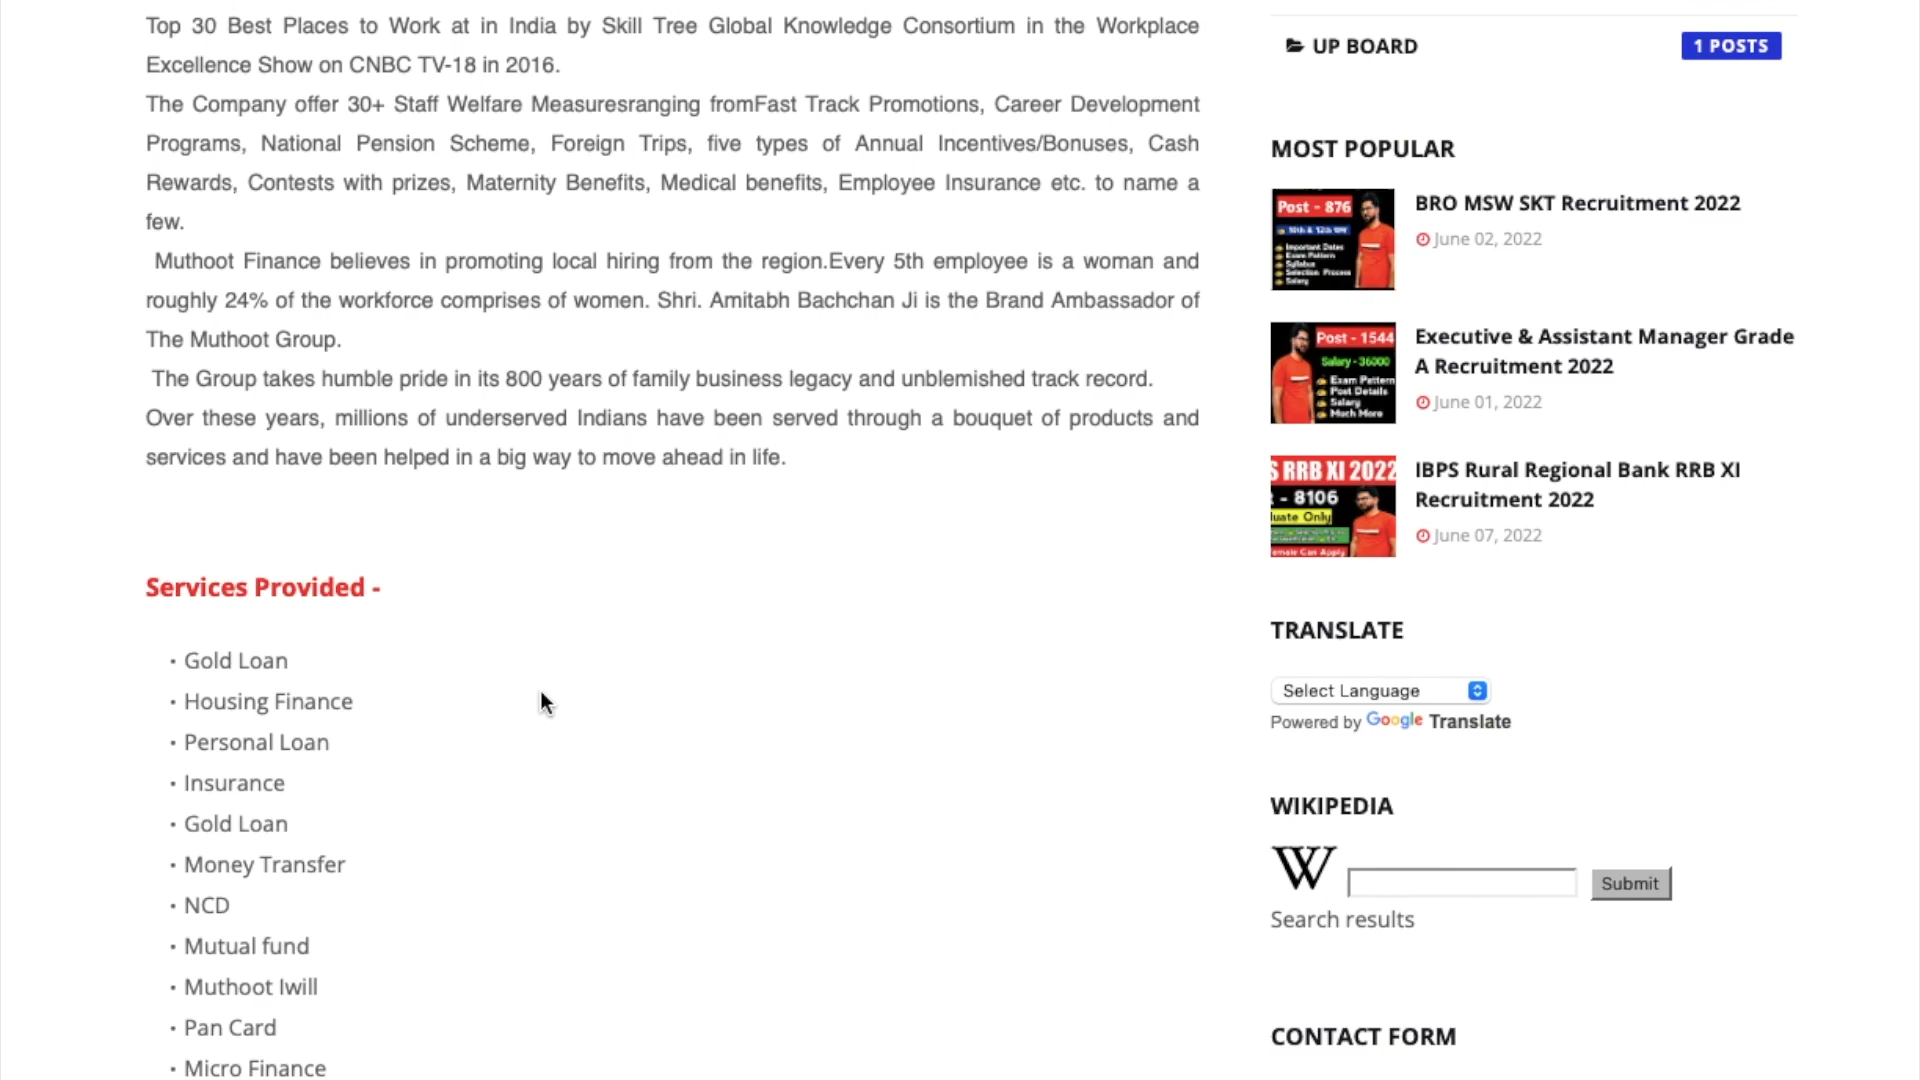 Top 30 Best Places to Work at in India by Skill Tree Global Knowledge Consortium in the Workplace
Excellence Show on CNBC TV-18 in 2016.
The Company offer 30+ Staff Welfare Measuresranging fromFast Track Promotions, Career Development
Programs, National Pension Scheme, Foreign Trips, five types of Annual Incentives/Bonuses, Cash
Rewards, Contests with prizes, Maternity Benefits, Medical benefits, Employee Insurance etc. to name a
few.
Muthoot Finance believes in promoting local hiring from the region.Every 5th employee is a woman and
roughly 24% of the workforce comprises of women. Shri. Amitabh Bachchan Ji is the Brand Ambassador of
The Muthoot Group.
The Group takes humble pride in its 800 years of family business legacy and unblemished track record.
Over these years, millions of underserved Indians have been served through a bouquet of products and
services and have been helped in a big way to move ahead in life.
Services Provided -
• Gold Loan
• Housing Finance
• Personal Loan
• Insurance
• Gold Loan
• Money Transfer
• NCD
• Mutual fund
• Muthoot Iwill
• Pan Card
• Micro Finance
UP BOARD
1 POSTS
MOST POPULAR
Post - 876
10th & 12th
Important Dates
Exam Pattern
Syllabus
Selection Process
Salary
BRO MSW SKT Recruitment 2022
June 02, 2022
Post - 1544
Salary - 36000
Exam Pattern
Post Details
Salary
Much More
Executive & Assistant Manager Grade
A Recruitment 2022
June 01, 2022
S RRB XI 2022
- 8106
uate Only
emale Can Apply
IBPS Rural Regional Bank RRB XI
Recruitment 2022
June 07, 2022
TRANSLATE
Select Language
Powered by Google Translate
WIKIPEDIA
W
Submit
Search results
CONTACT FORM